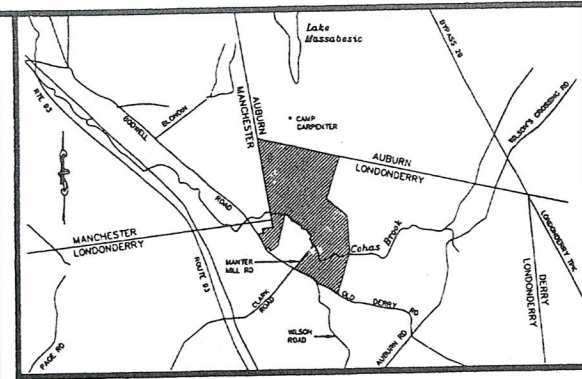 Lake
Massabesic
BYPASS 28
RTE 93
BODWELL
ROAD
BLONDIN
AUBURN
MANCHESTER
• CAMP
CARPENTER
WILSON'S CROSSING RD
AUBURN
LONDONDERRY
MANCHESTER
LONDONDERRY
Cohas Brook
MANTER
MILL RD
ROUTE 93
CLARK
ROAD
OLD DERRY RD
WILSON
ROAD
AUBURN RD
DERRY
LONDONDERRY
LONDONDERRY TPK
PAGE RD